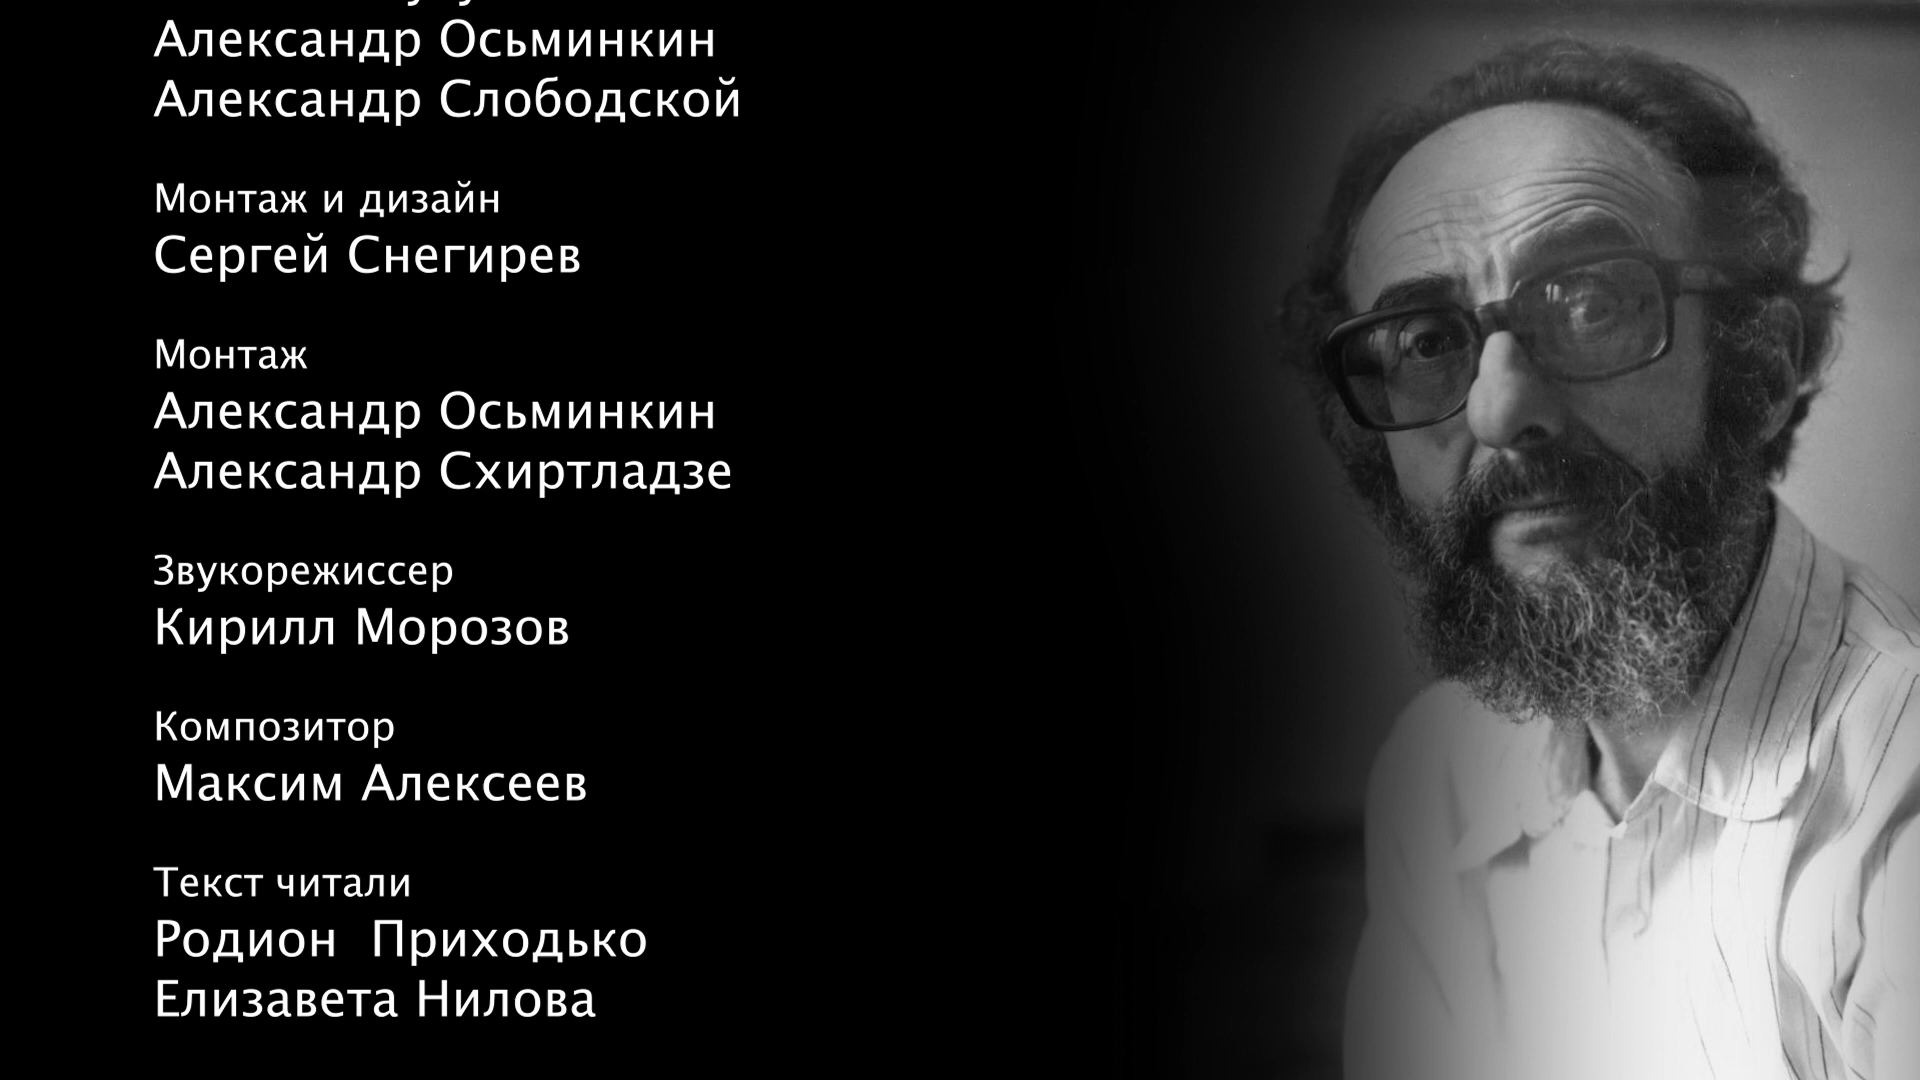 Александр Осьминкин
Александр Слободской
Монтаж и дизайн
Сергей Снегирев
Монтаж
Александр Осьминкин
Александр Схиртладзе
Звукорежиссер
Кирилл Морозов
Композитор
Максим Алексеев
Текст читали
Родион  Приходько
Елизавета Нилова